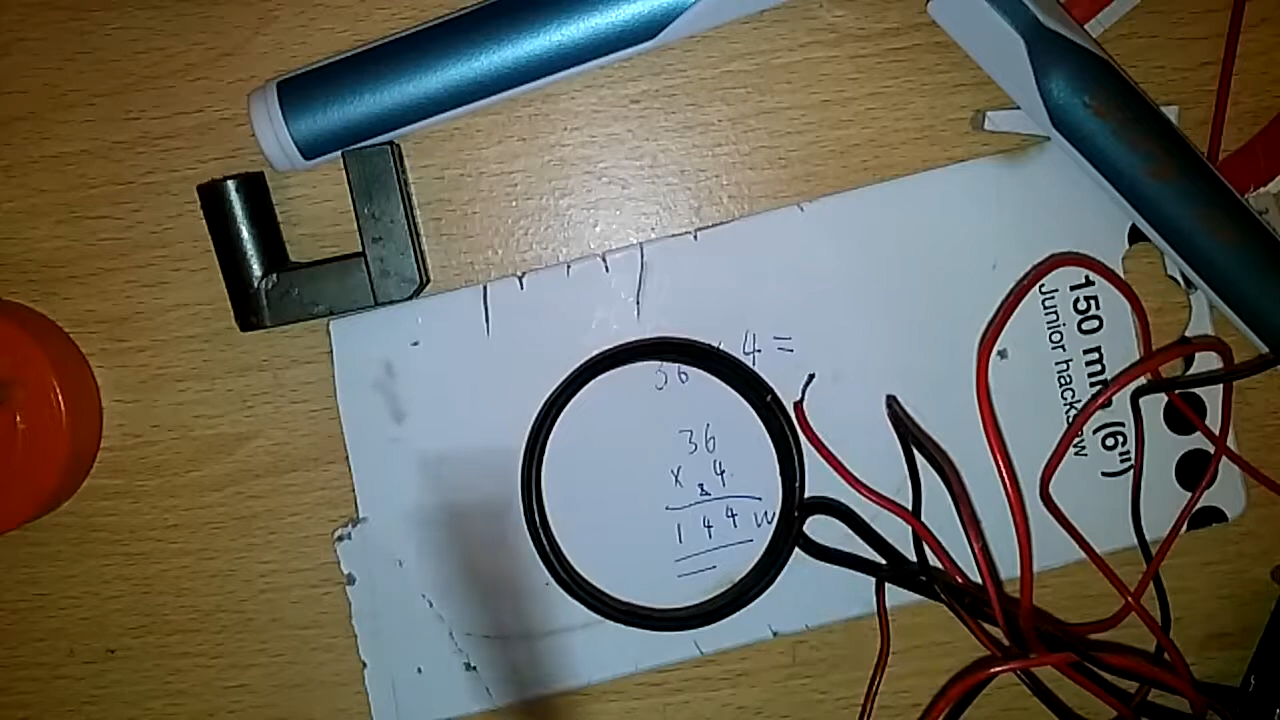 36 × 4 =
36
× 4
144 W
150 mm (6")
Junior hacksaw